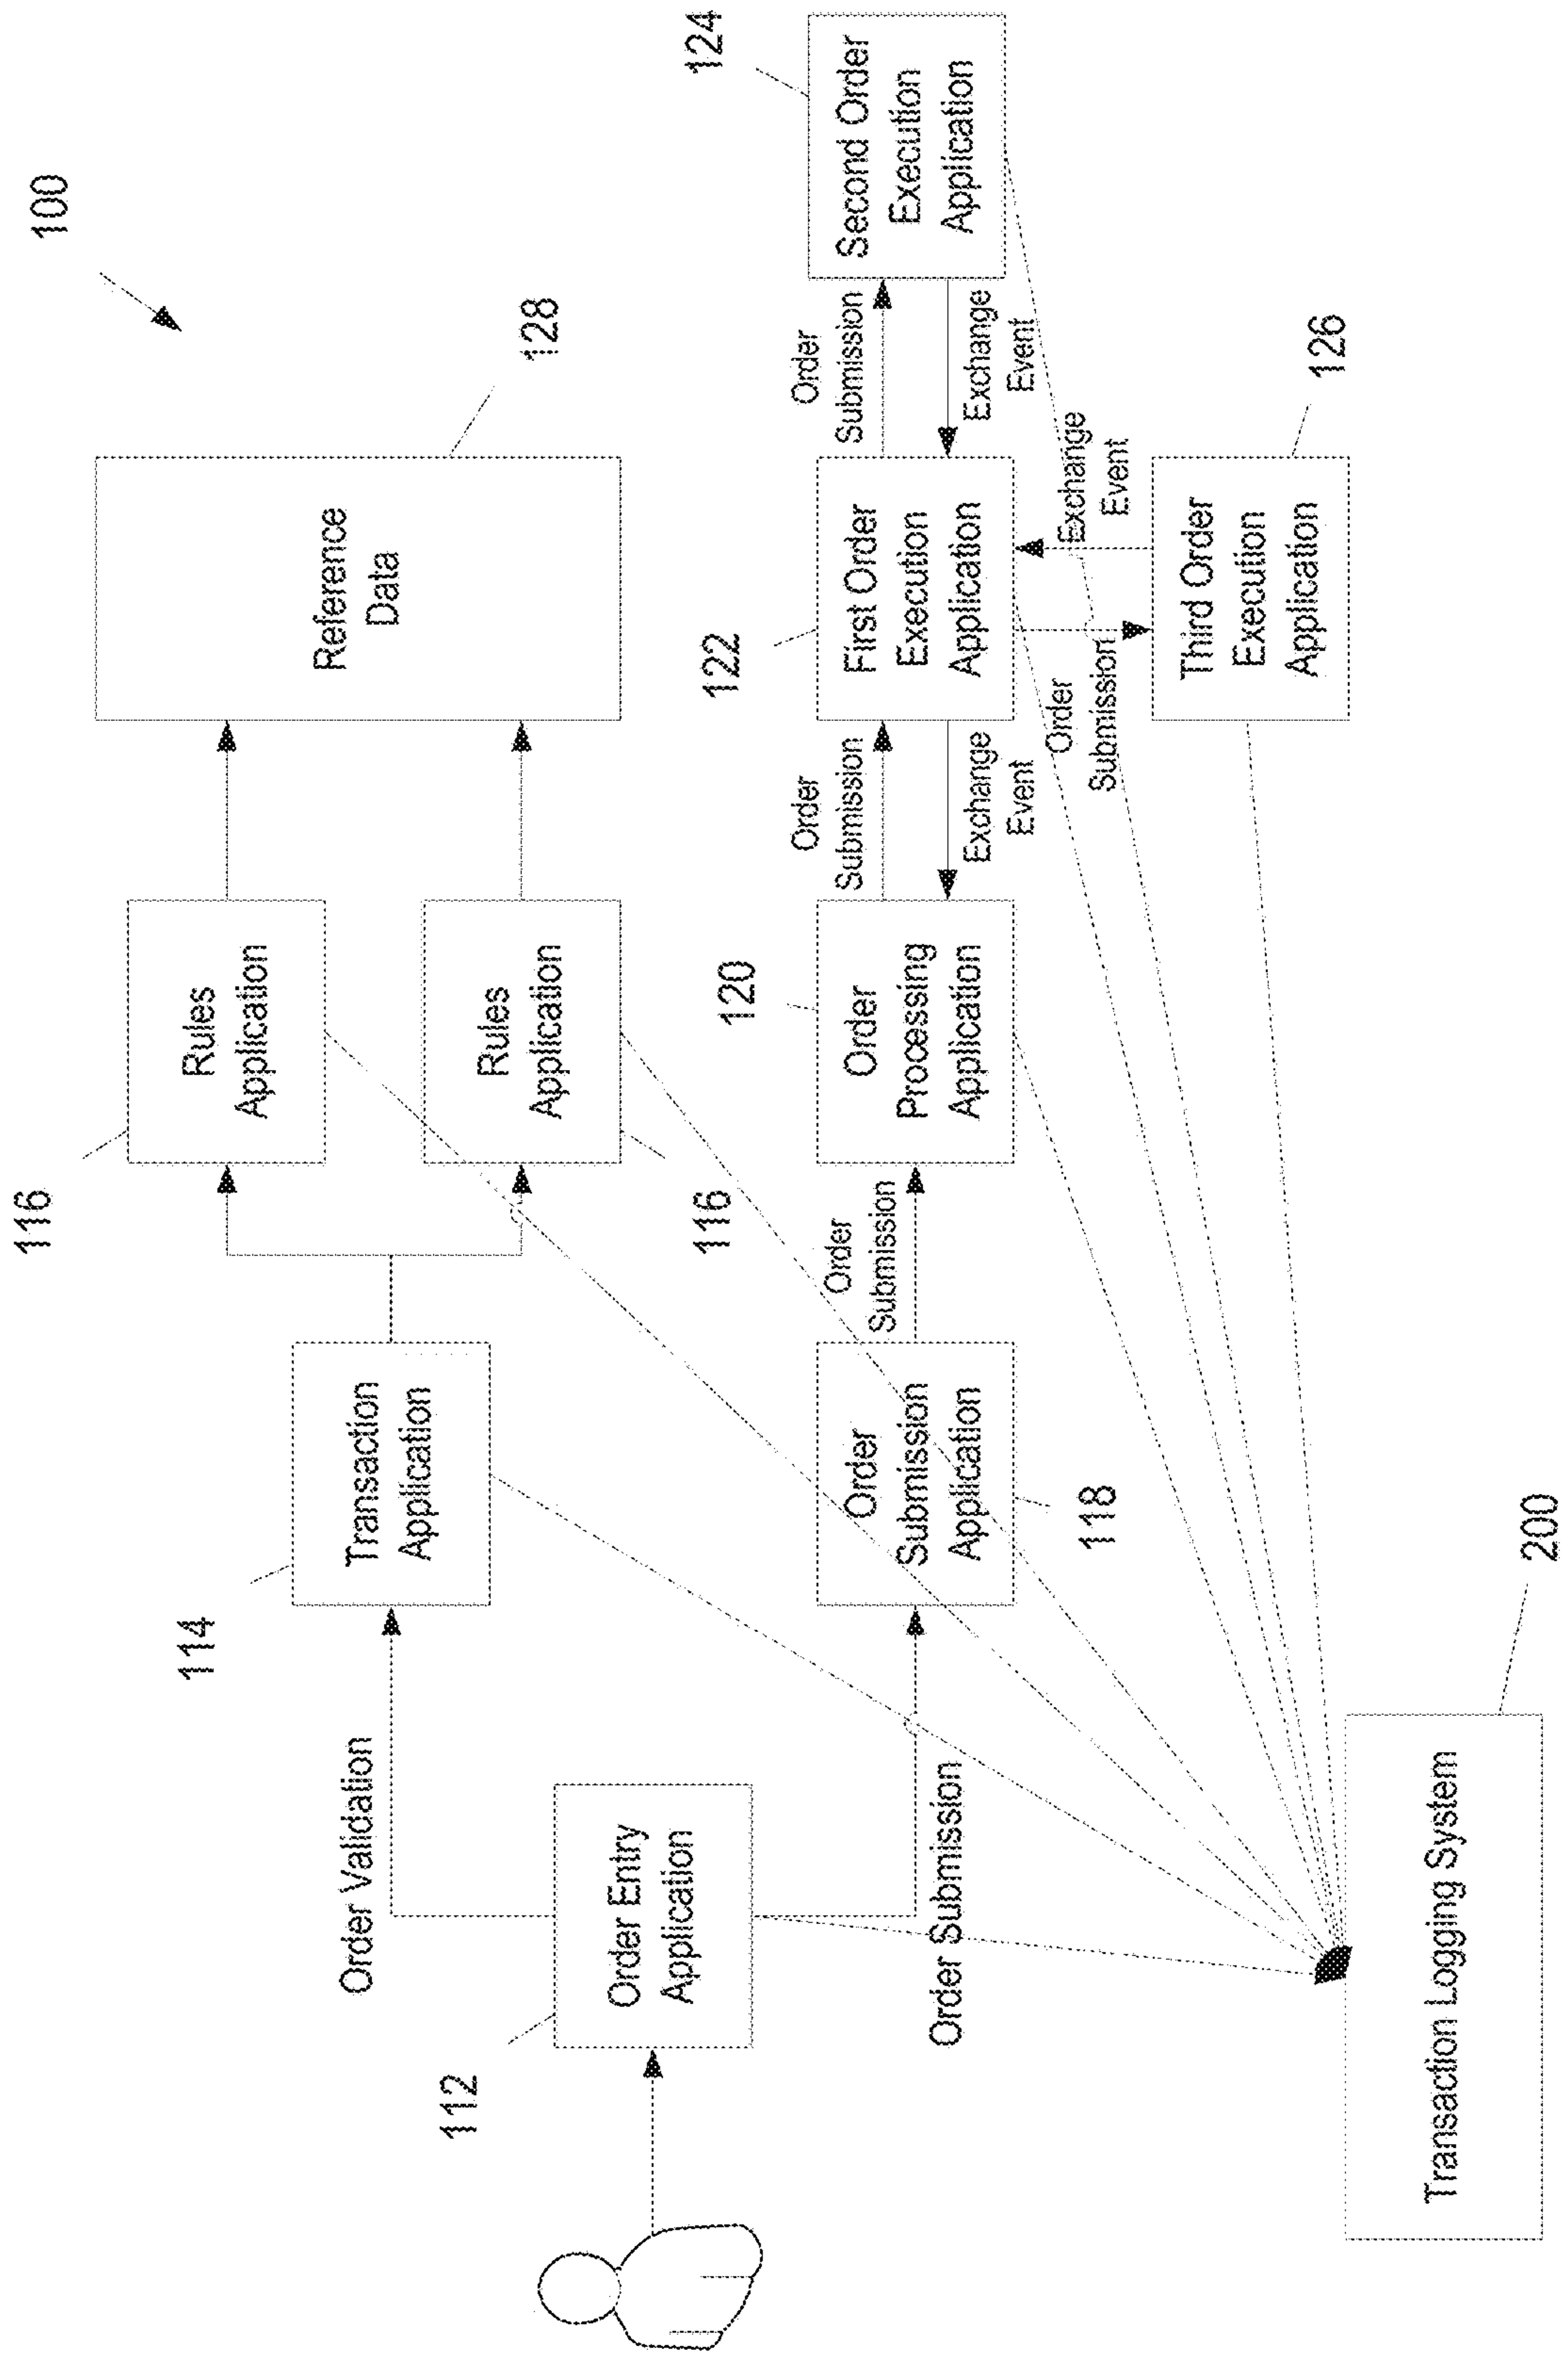 100
116
Rules
Application
Reference
Data
128
114
Transaction
Application
116
Rules
Application
Order Validation
112
Order Entry
Application
Order Submission
118
Order
Submission
Application
Order
Submission
120
Order
Processing
Application
Order
Submission
Exchange
Event
122
First Order
Execution
Application
Order
Submission
Exchange
Event
124
Second Order
Execution
Application
Order
Submission
Exchange
Event
126
Third Order
Execution
Application
200
Transaction Logging System